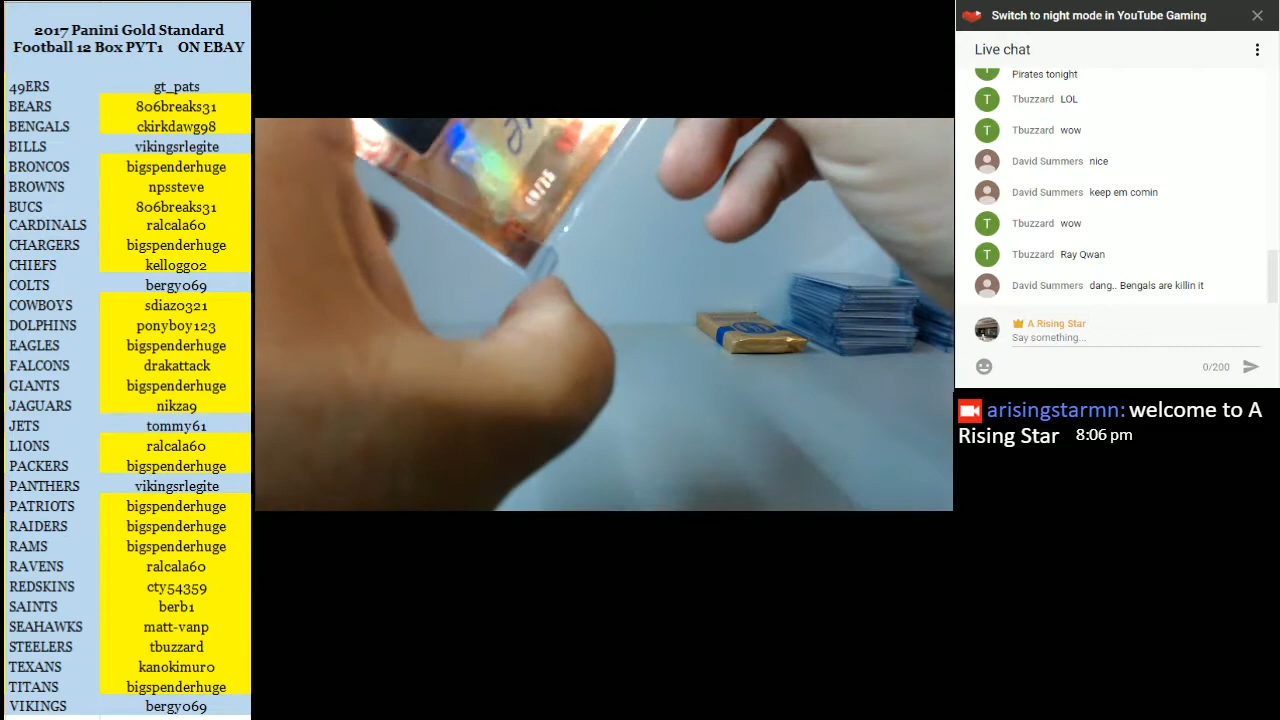 2017 Panini Gold Standard
Football 12 Box PYT1 ON EBAY
49ERS gt_pats
BEARS 806breaks31
BENGALS ckirkdawg98
BILLS vikingsrlegite
BRONCOS bigspenderhuge
BROWNS npssteve
BUCS 806breaks31
CARDINALS ralcala60
CHARGERS bigspenderhuge
CHIEFS kellogg02
COLTS bergy069
COWBOYS sdiazo321
DOLPHINS ponyboy123
EAGLES bigspenderhuge
FALCONS drakattack
GIANTS bigspenderhuge
JAGUARS nikza9
JETS tommy61
LIONS ralcala60
PACKERS bigspenderhuge
PANTHERS vikingsrlegite
PATRIOTS bigspenderhuge
RAIDERS bigspenderhuge
RAMS bigspenderhuge
RAVENS ralcala60
REDSKINS cty54359
SAINTS berb1
SEAHAWKS matt-vanp
STEELERS tbuzzard
TEXANS kanokimuro
TITANS bigspenderhuge
VIKINGS bergy069
Switch to night mode in YouTube Gaming
Live chat
Pirates tonight
T Tbuzzard LOL
T Tbuzzard wow
David Summers nice
David Summers keep em comin
T Tbuzzard wow
T Tbuzzard Ray Qwan
David Summers dang.. Bengals are killin it
A Rising Star
Say something...
0/200
arisingstarmn: welcome to A
Rising Star 8:06 pm